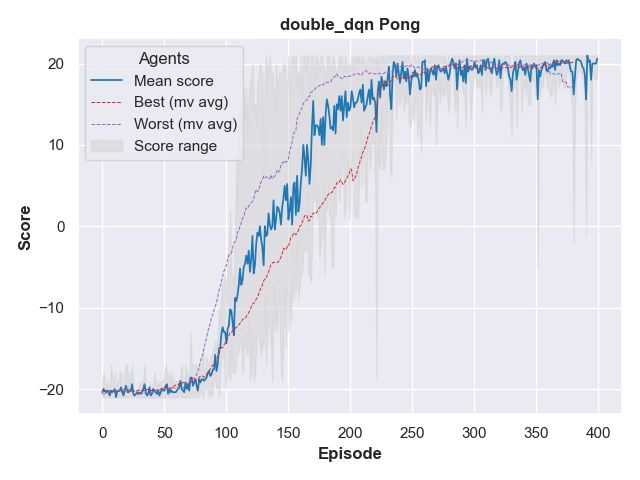 double_dqn Pong
Agents
Mean score
Best (mv avg)
Worst (mv avg)
Score range
Score
20
10
0
−10
−20
0 50 100 150 200 250 300 350 400
Episode